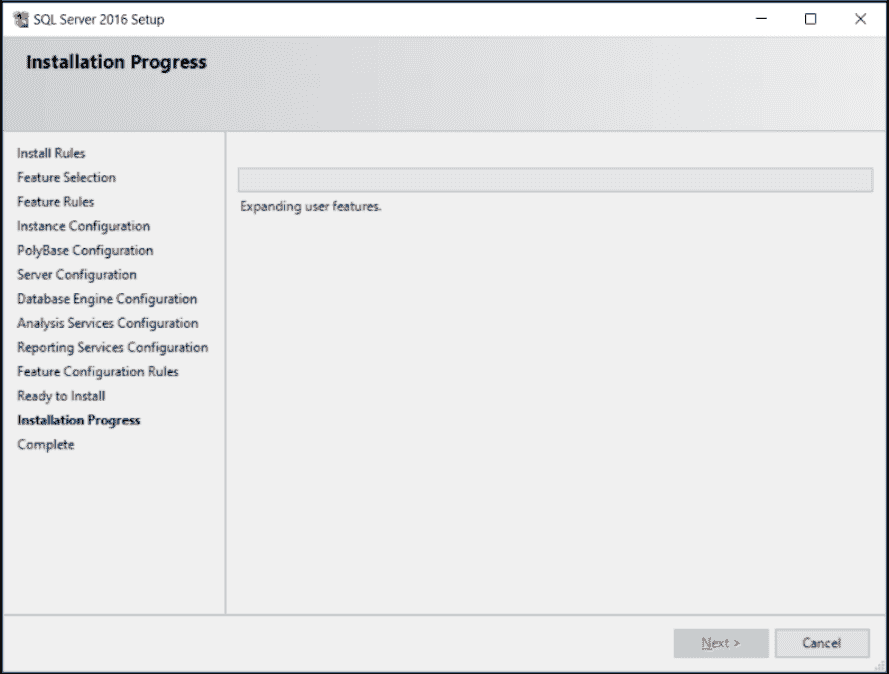 SQL Server 2016 Setup
Installation Progress
Install Rules
Feature Selection
Feature Rules
Instance Configuration
PolyBase Configuration
Server Configuration
Database Engine Configuration
Analysis Services Configuration
Reporting Services Configuration
Feature Configuration Rules
Ready to Install
Installation Progress
Complete
Expanding user features.
Next >
Cancel